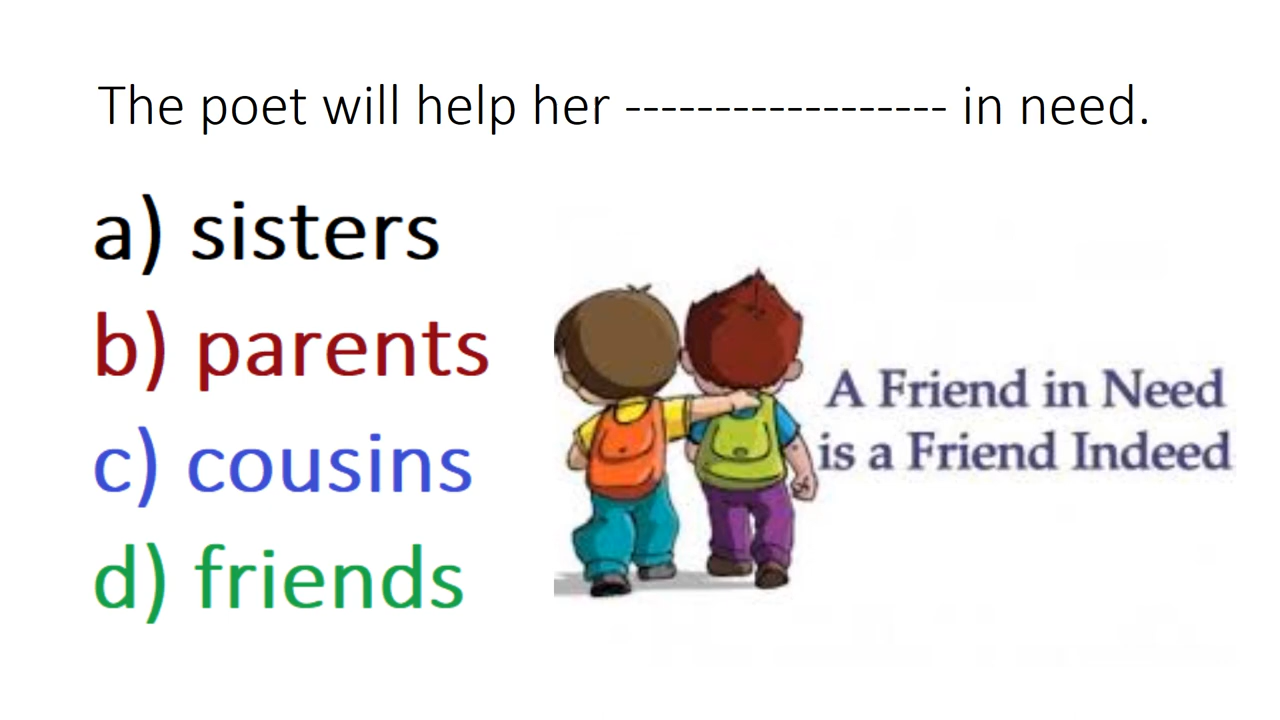 The poet will help her ------------------ in need.
a) sisters
b) parents
c) cousins
d) friends
A Friend in Need
is a Friend Indeed